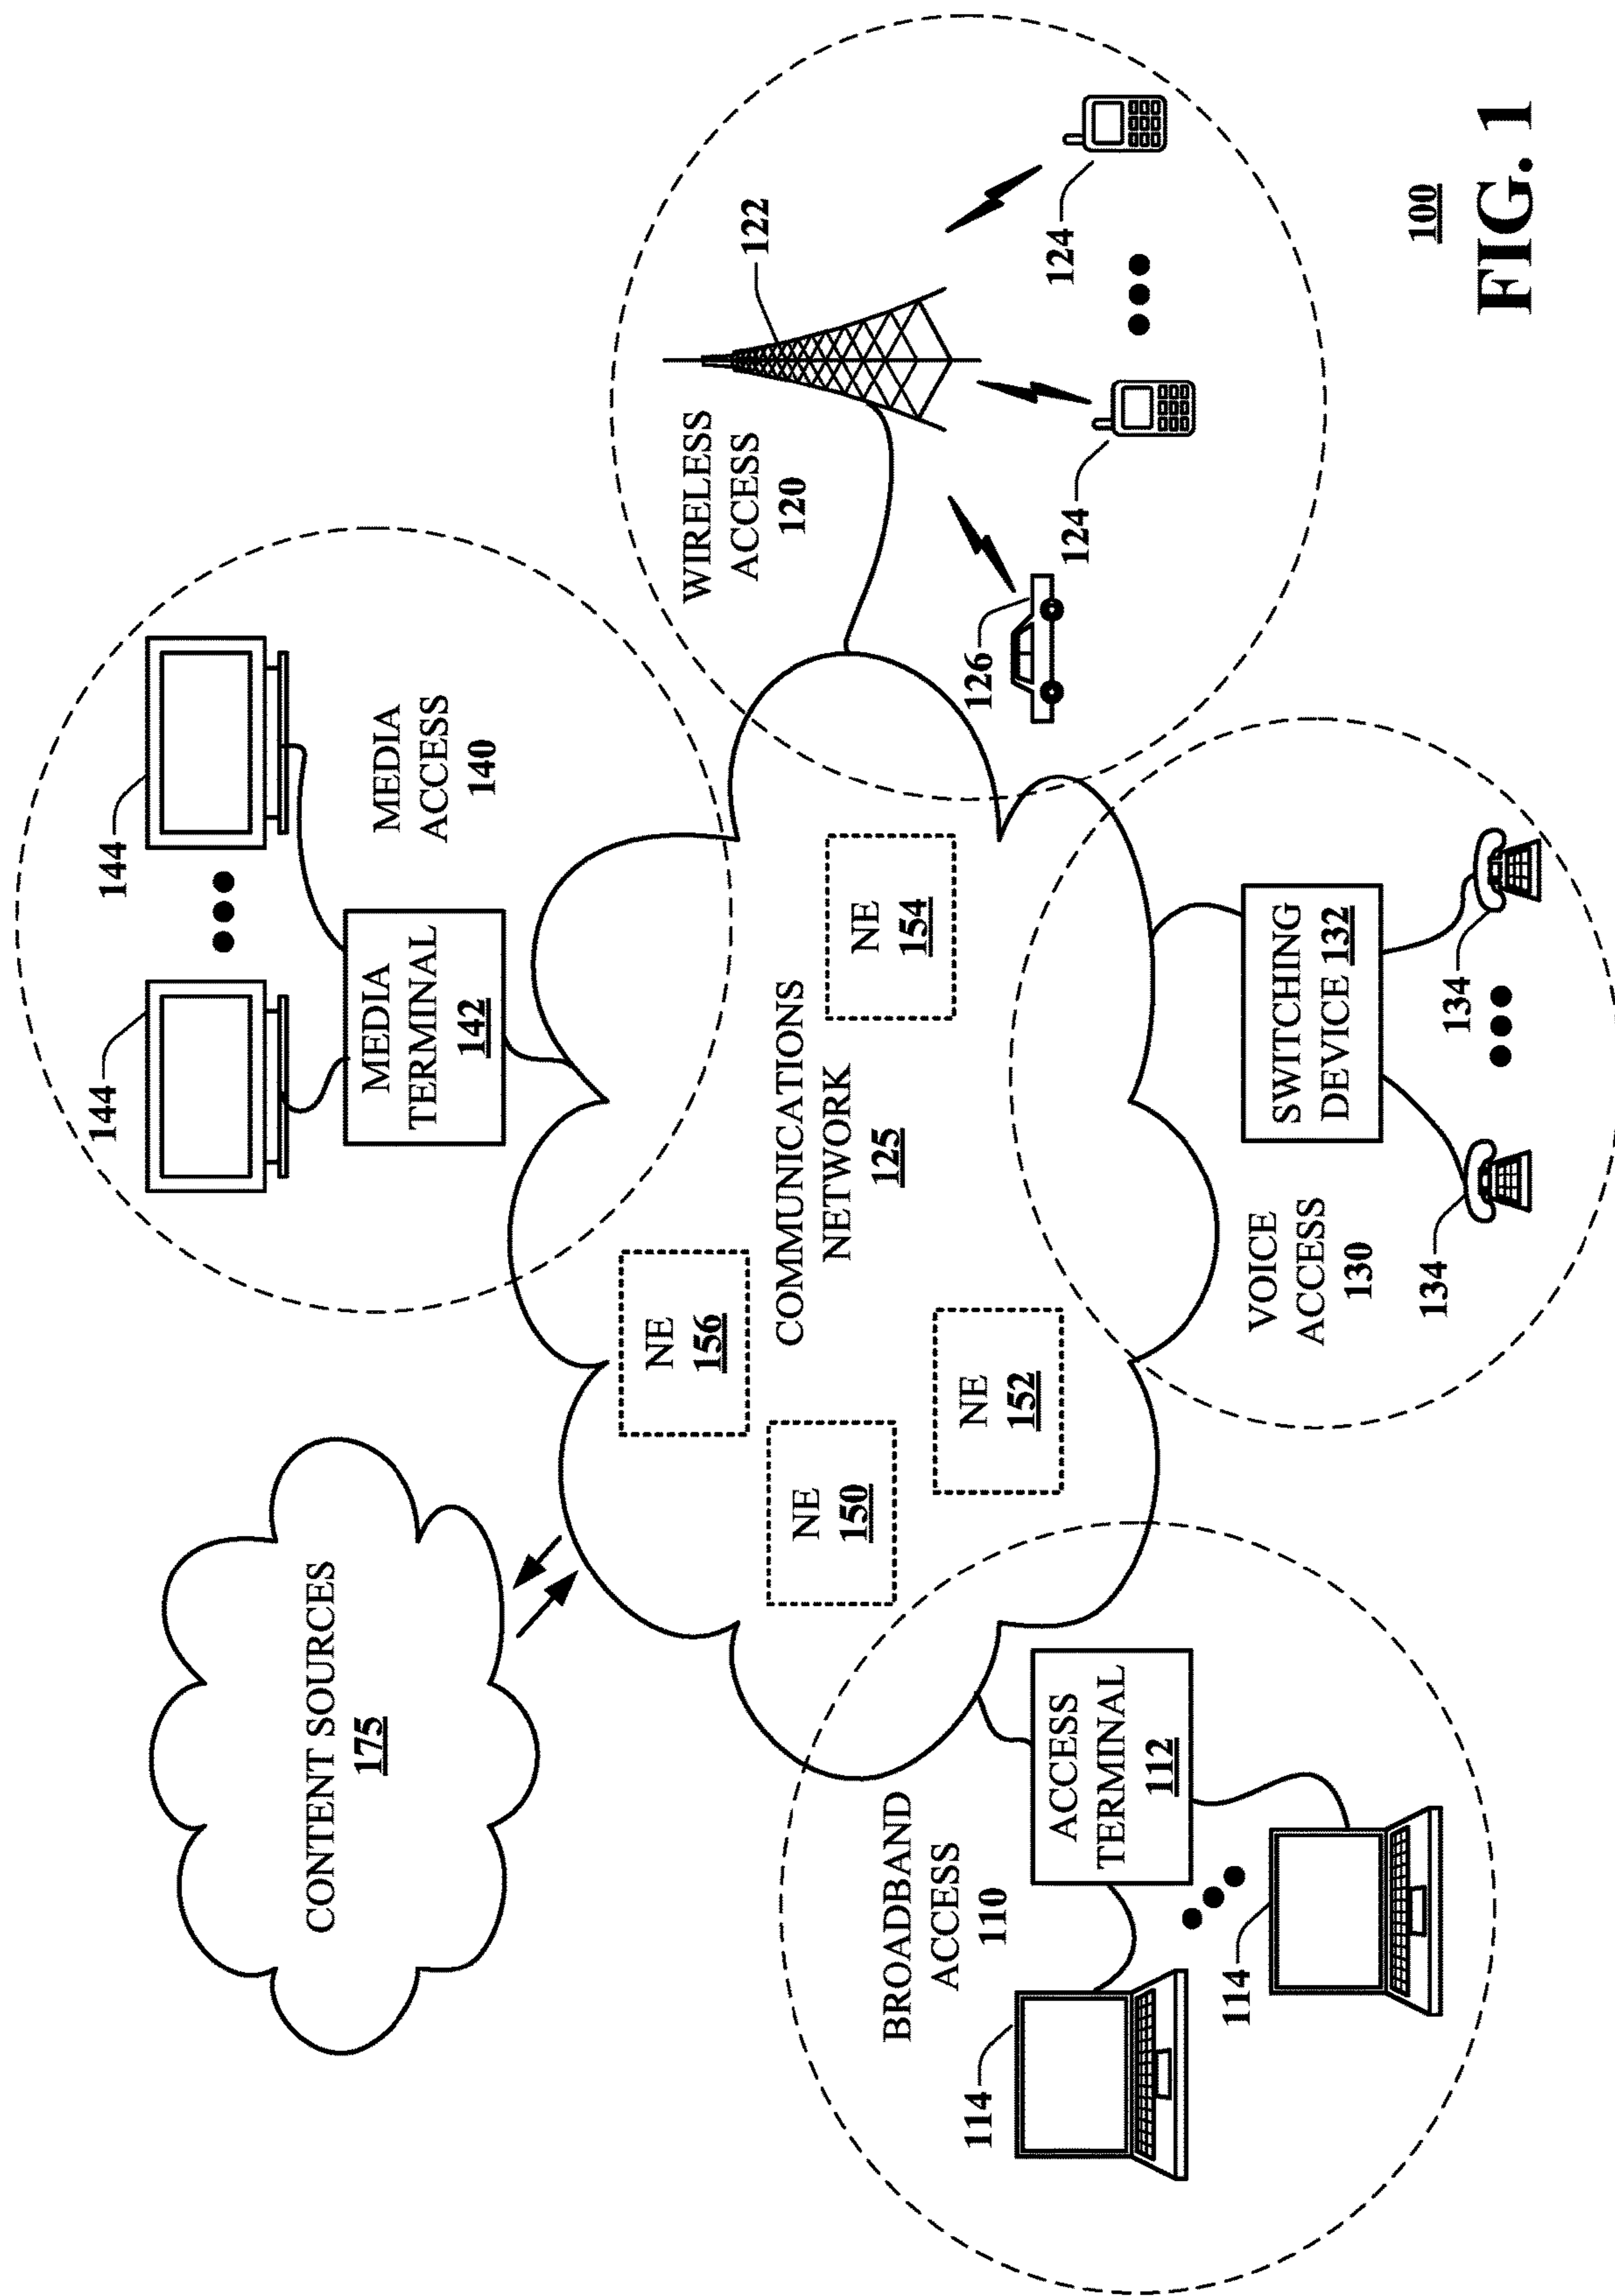 CONTENT SOURCES
175
144
144
MEDIA
TERMINAL
142
MEDIA
ACCESS
140
WIRELESS
ACCESS
120
122
NE
156
NE
150
COMMUNICATIONS
NETWORK
125
NE
154
NE
152
BROADBAND
ACCESS
110
ACCESS
TERMINAL
112
114
114
126
124
124
VOICE
ACCESS
130
SWITCHING
DEVICE 132
134
134
100
FIG. 1